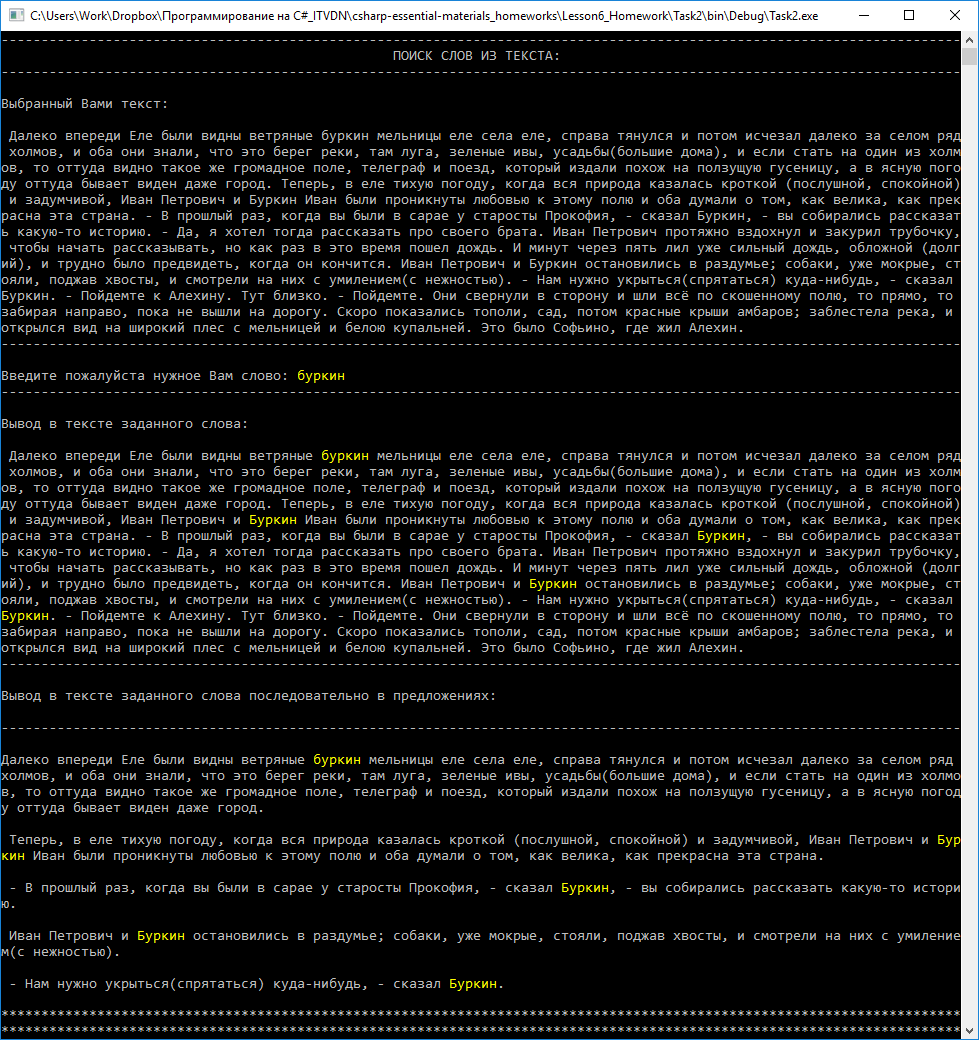 C:\Users\Work\Dropbox\Программирование на C#_ITVDN\csharp-essential-materials_homeworks\Lesson6_Homework\Task2\bin\Debug\Task2.exe
------------------------------------------------------------------------------------------------------------------------
ПОИСК СЛОВ ИЗ ТЕКСТА:
------------------------------------------------------------------------------------------------------------------------
Выбранный Вами текст:
Далеко впереди Еле были видны ветряные буркин мельницы еле села еле, справа тянулся и потом исчезал далеко за селом ряд
холмов, и оба они знали, что это берег реки, там луга, зеленые ивы, усадьбы(большие дома), и если стать на один из холм
ов, то оттуда видно такое же громадное поле, телеграф и поезд, который издали похож на ползущую гусеницу, а в ясную пого
ду оттуда бывает виден даже город. Теперь, в еле тихую погоду, когда вся природа казалась кроткой (послушной, спокойной)
и задумчивой, Иван Петрович и Буркин Иван были проникнуты любовью к этому полю и оба думали о том, как велика, как прек
расна эта страна. - В прошлый раз, когда вы были в сарае у старосты Прокофия, - сказал Буркин, - вы собирались рассказат
ь какую-то историю. - Да, я хотел тогда рассказать про своего брата. Иван Петрович протяжно вздохнул и закурил трубочку,
чтобы начать рассказывать, но как раз в это время пошел дождь. И минут через пять лил уже сильный дождь, обложной (долг
ий), и трудно было предвидеть, когда он кончится. Иван Петрович и Буркин остановились в раздумье; собаки, уже мокрые, ст
ояли, поджав хвосты, и смотрели на них с умилением(с нежностью). - Нам нужно укрыться(спрятаться) куда-нибудь, - сказал
Буркин. - Пойдемте к Алехину. Тут близко. - Пойдемте. Они свернули в сторону и шли всё по скошенному полю, то прямо, то
забирая направо, пока не вышли на дорогу. Скоро показались тополи, сад, потом красные крыши амбаров; заблестела река, и
открылся вид на широкий плес с мельницей и белою купальней. Это было Софьино, где жил Алехин.
------------------------------------------------------------------------------------------------------------------------
Введите пожалуйста нужное Вам слово: буркин
------------------------------------------------------------------------------------------------------------------------
Вывод в тексте заданного слова:
Далеко впереди Еле были видны ветряные буркин мельницы еле села еле, справа тянулся и потом исчезал далеко за селом ряд
холмов, и оба они знали, что это берег реки, там луга, зеленые ивы, усадьбы(большие дома), и если стать на один из холм
ов, то оттуда видно такое же громадное поле, телеграф и поезд, который издали похож на ползущую гусеницу, а в ясную пого
ду оттуда бывает виден даже город. Теперь, в еле тихую погоду, когда вся природа казалась кроткой (послушной, спокойной)
и задумчивой, Иван Петрович и Буркин Иван были проникнуты любовью к этому полю и оба думали о том, как велика, как прек
расна эта страна. - В прошлый раз, когда вы были в сарае у старосты Прокофия, - сказал Буркин, - вы собирались рассказат
ь какую-то историю. - Да, я хотел тогда рассказать про своего брата. Иван Петрович протяжно вздохнул и закурил трубочку,
чтобы начать рассказывать, но как раз в это время пошел дождь. И минут через пять лил уже сильный дождь, обложной (долг
ий), и трудно было предвидеть, когда он кончится. Иван Петрович и Буркин остановились в раздумье; собаки, уже мокрые, ст
ояли, поджав хвосты, и смотрели на них с умилением(с нежностью). - Нам нужно укрыться(спрятаться) куда-нибудь, - сказал
Буркин. - Пойдемте к Алехину. Тут близко. - Пойдемте. Они свернули в сторону и шли всё по скошенному полю, то прямо, то
забирая направо, пока не вышли на дорогу. Скоро показались тополи, сад, потом красные крыши амбаров; заблестела река, и
открылся вид на широкий плес с мельницей и белою купальней. Это было Софьино, где жил Алехин.
------------------------------------------------------------------------------------------------------------------------
Вывод в тексте заданного слова последовательно в предложениях:
------------------------------------------------------------------------------------------------------------------------
Далеко впереди Еле были видны ветряные буркин мельницы еле села еле, справа тянулся и потом исчезал далеко за селом ряд
холмов, и оба они знали, что это берег реки, там луга, зеленые ивы, усадьбы(большие дома), и если стать на один из холмо
в, то оттуда видно такое же громадное поле, телеграф и поезд, который издали похож на ползущую гусеницу, а в ясную погод
у оттуда бывает виден даже город.
Теперь, в еле тихую погоду, когда вся природа казалась кроткой (послушной, спокойной) и задумчивой, Иван Петрович и Бур
кин Иван были проникнуты любовью к этому полю и оба думали о том, как велика, как прекрасна эта страна.
- В прошлый раз, когда вы были в сарае у старосты Прокофия, - сказал Буркин, - вы собирались рассказать какую-то истори
ю.
Иван Петрович и Буркин остановились в раздумье; собаки, уже мокрые, стояли, поджав хвосты, и смотрели на них с умиление
м(с нежностью).
- Нам нужно укрыться(спрятаться) куда-нибудь, - сказал Буркин.
************************************************************************************************************************
************************************************************************************************************************